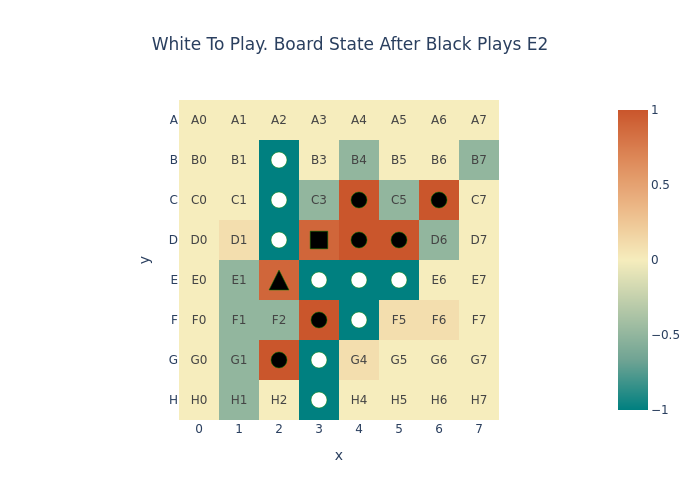 White To Play. Board State After Black Plays E2
A A0 A1 A2 A3 A4 A5 A6 A7
B B0 B1 B3 B4 B5 B6 B7
C C0 C1 C3 C5 C7
D D0 D1 D6 D7
E E0 E1 E6 E7
F F0 F1 F2 F5 F6 F7
G G0 G1 G4 G5 G6 G7
H H0 H1 H2 H4 H5 H6 H7
0 1 2 3 4 5 6 7
x
y
1
0.5
0
−0.5
−1